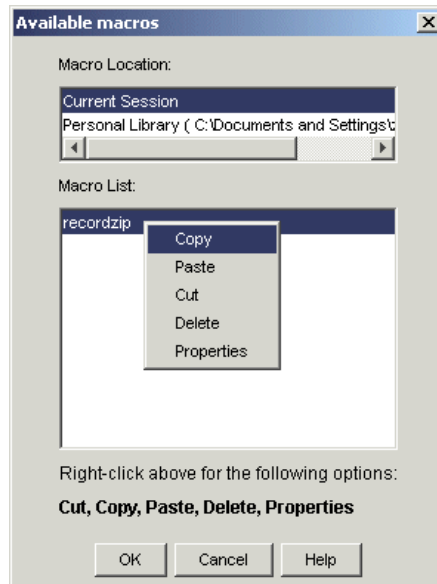 Available macros
Macro Location:
Current Session
Personal Library ( C:\Documents and Settings\
Macro List:
recordzip
Copy
Paste
Cut
Delete
Properties
Right-click above for the following options:
Cut, Copy, Paste, Delete, Properties
OK
Cancel
Help